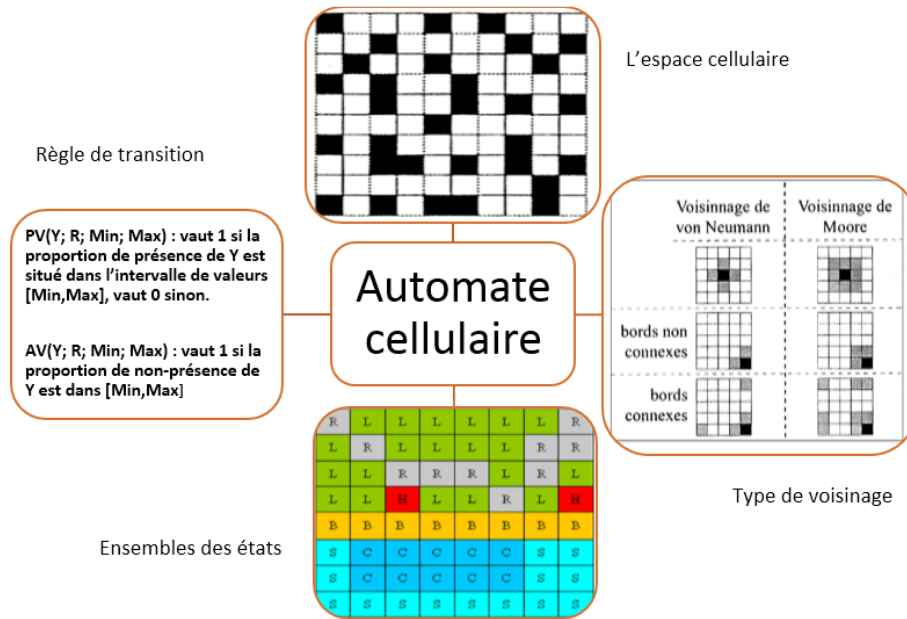 L'espace cellulaire
Règle de transition
PV(Y; R; Min; Max) : vaut 1 si la
proportion de présence de Y est
situé dans l'intervalle de valeurs
[Min,Max], vaut 0 sinon.
AV(Y; R; Min; Max) : vaut 1 si la
proportion de non-présence de
Y est dans [Min,Max]
Automate
cellulaire
Voisinnage de
von Neumann
Voisinnage de
Moore
bords non
connexes
bords
connexes
Type de voisinage
Ensembles des états
R L L L L L L R
L R L L L L R R
L L R R R L R L
L L H L L R L H
B B B B B B B B
S C C C C C S S
S C C C C C S S
S S S S S S S S